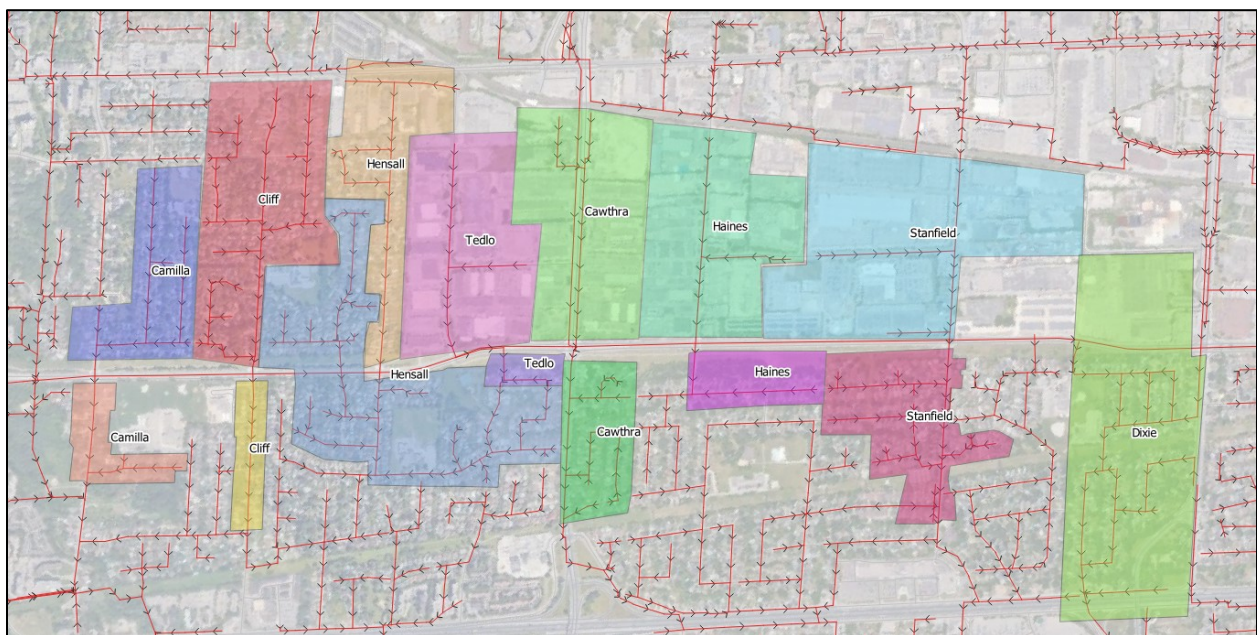 Hensall
Cliff
Cawthra
Haines
Stanfield
Tedlo
Camilla
Tedlo
Hensall
Haines
Stanfield
Cawthra
Dixie
Camilla
Cliff